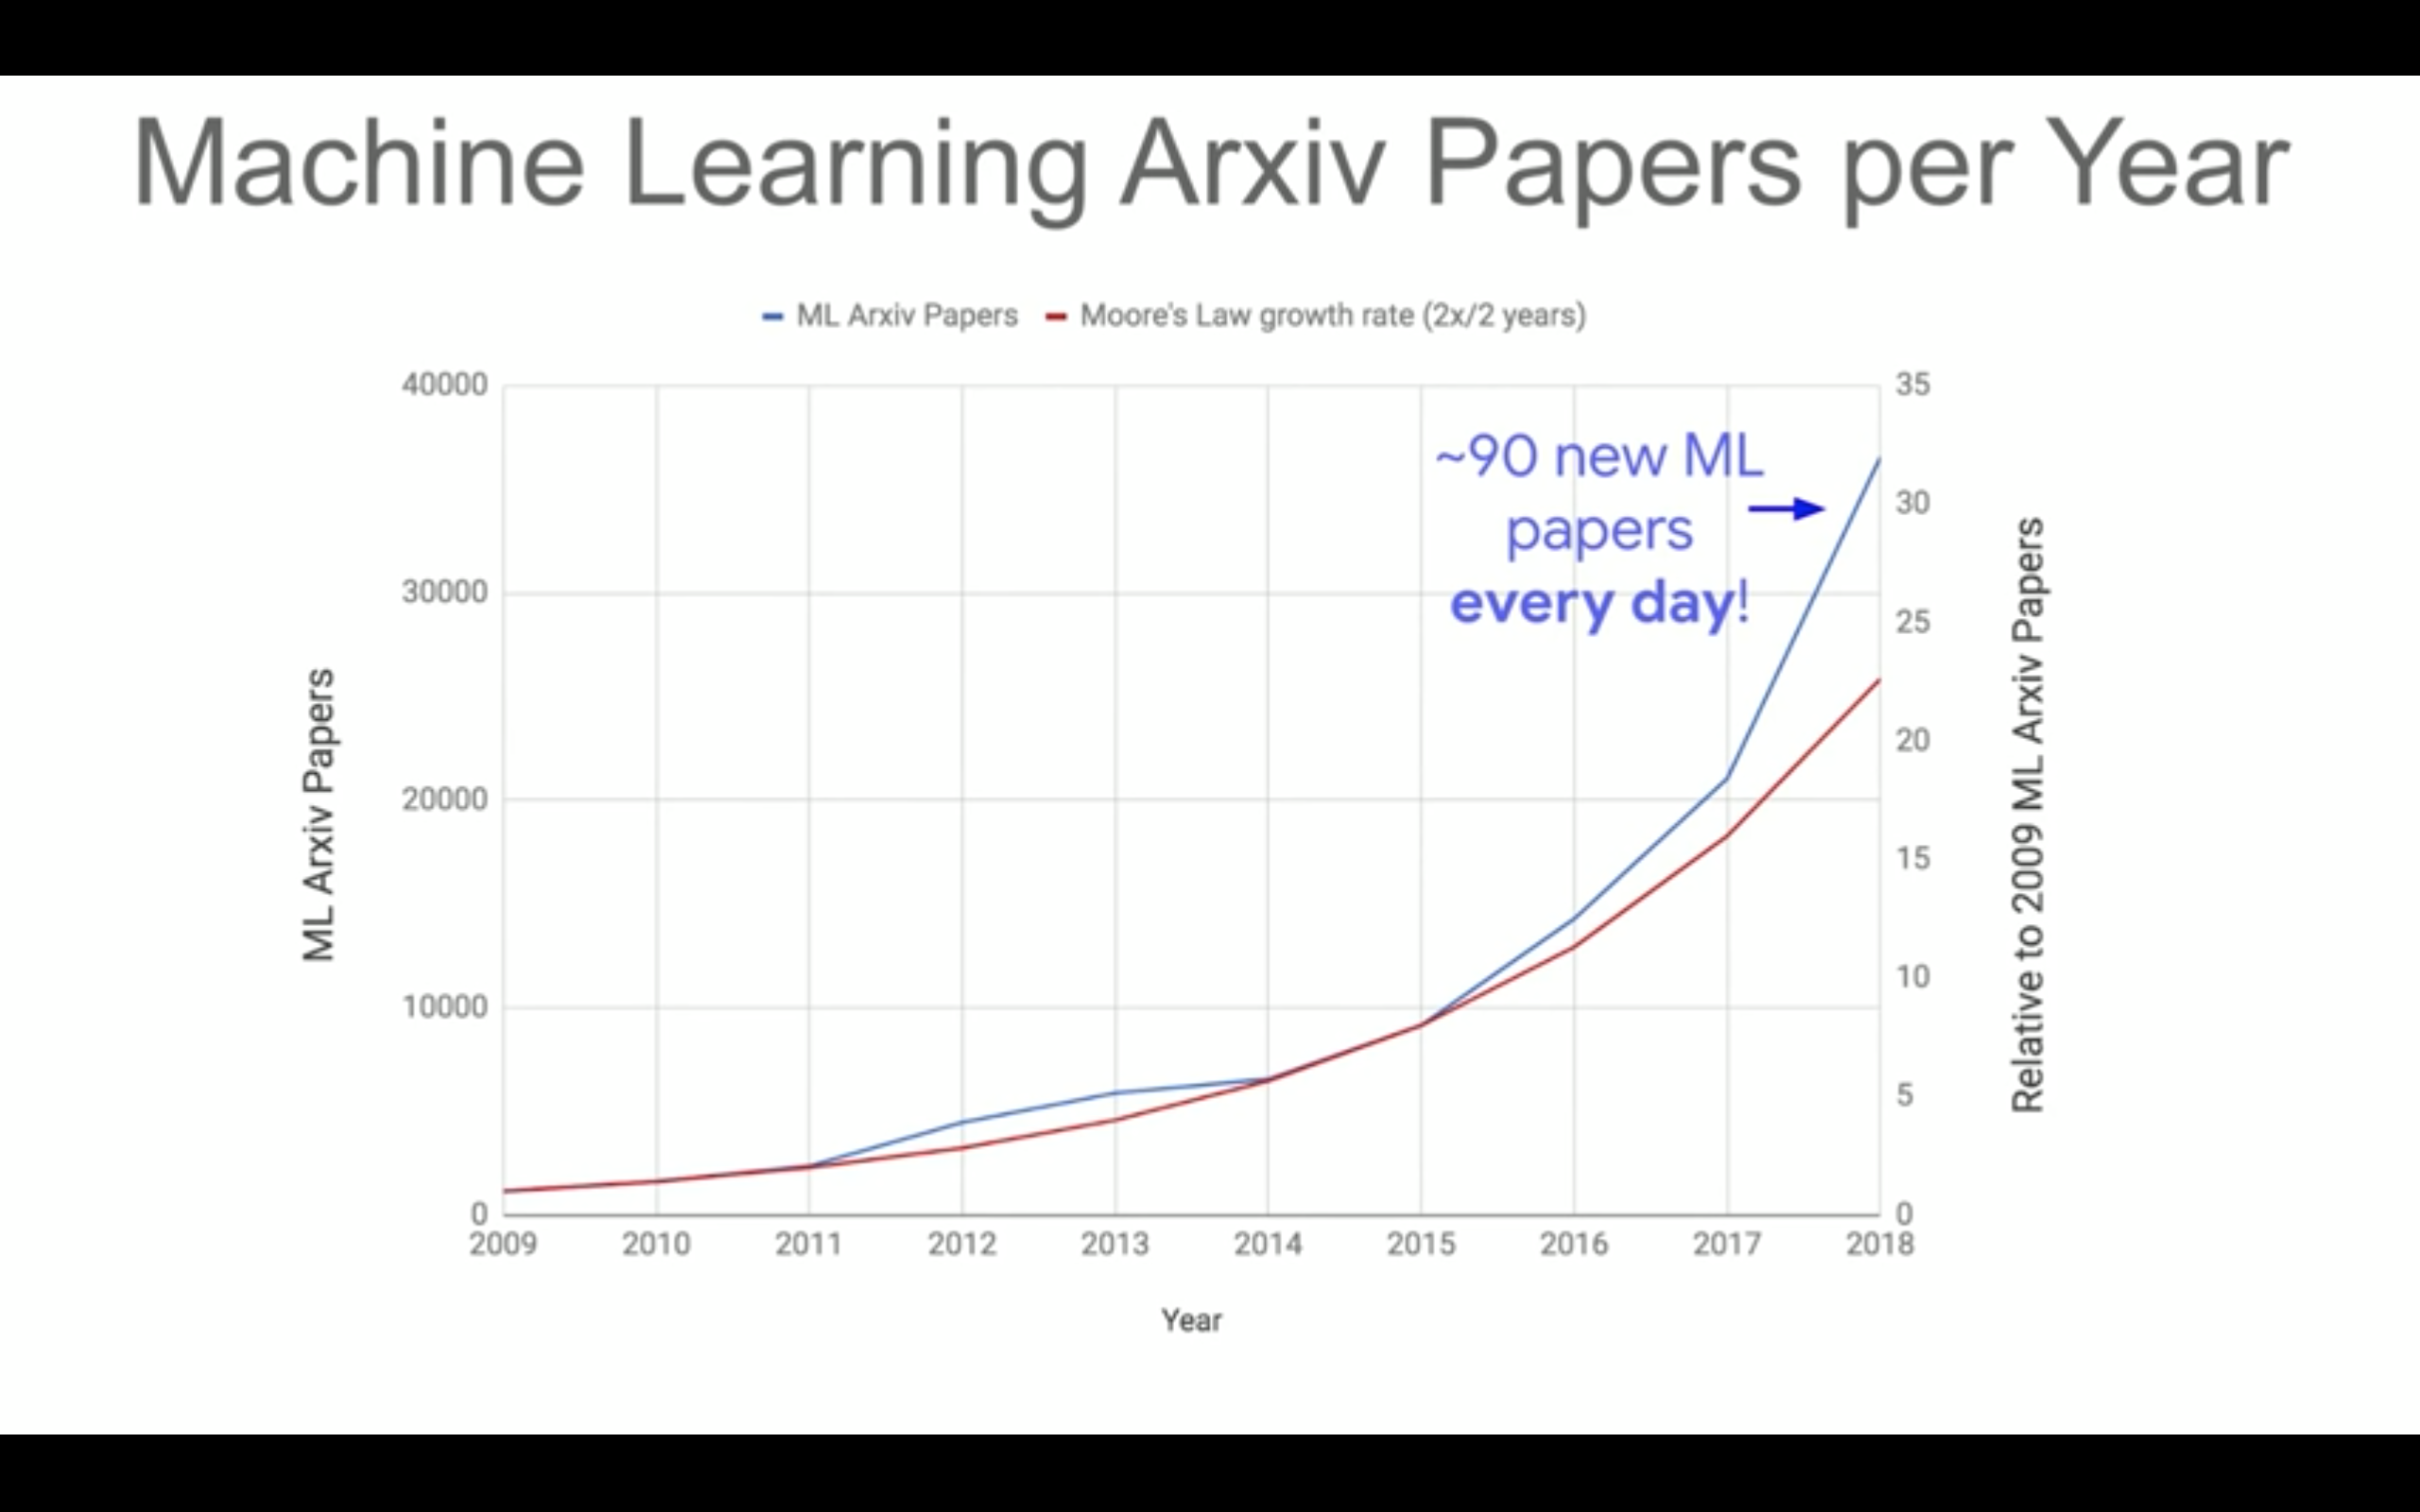 Machine Learning Arxiv Papers per Year
ML Arxiv Papers Moore's Law growth rate (2x/2 years)
40000
30000
20000
10000
0
ML Arxiv Papers
~90 new ML
papers
every day!
35
30
25
20
15
10
5
0
Relative to 2009 ML Arxiv Papers
2009 2010 2011 2012 2013 2014 2015 2016 2017 2018
Year